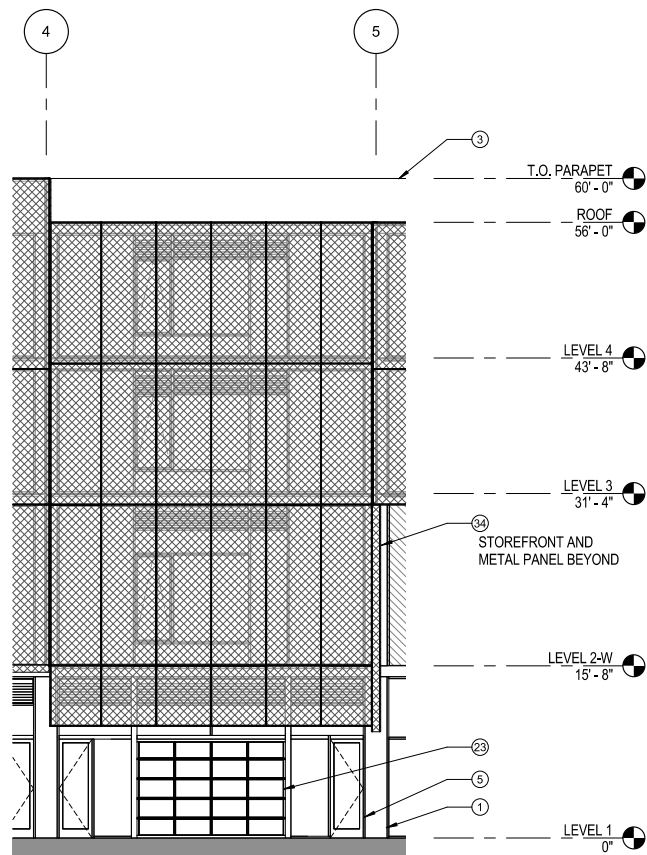 4
5
3
T.O. PARAPET
60' - 0"
ROOF
56' - 0"
LEVEL 4
43' - 8"
LEVEL 3
31' - 4"
34
STOREFRONT AND
METAL PANEL BEYOND
LEVEL 2-W
15' - 8"
23
5
1
LEVEL 1
0"